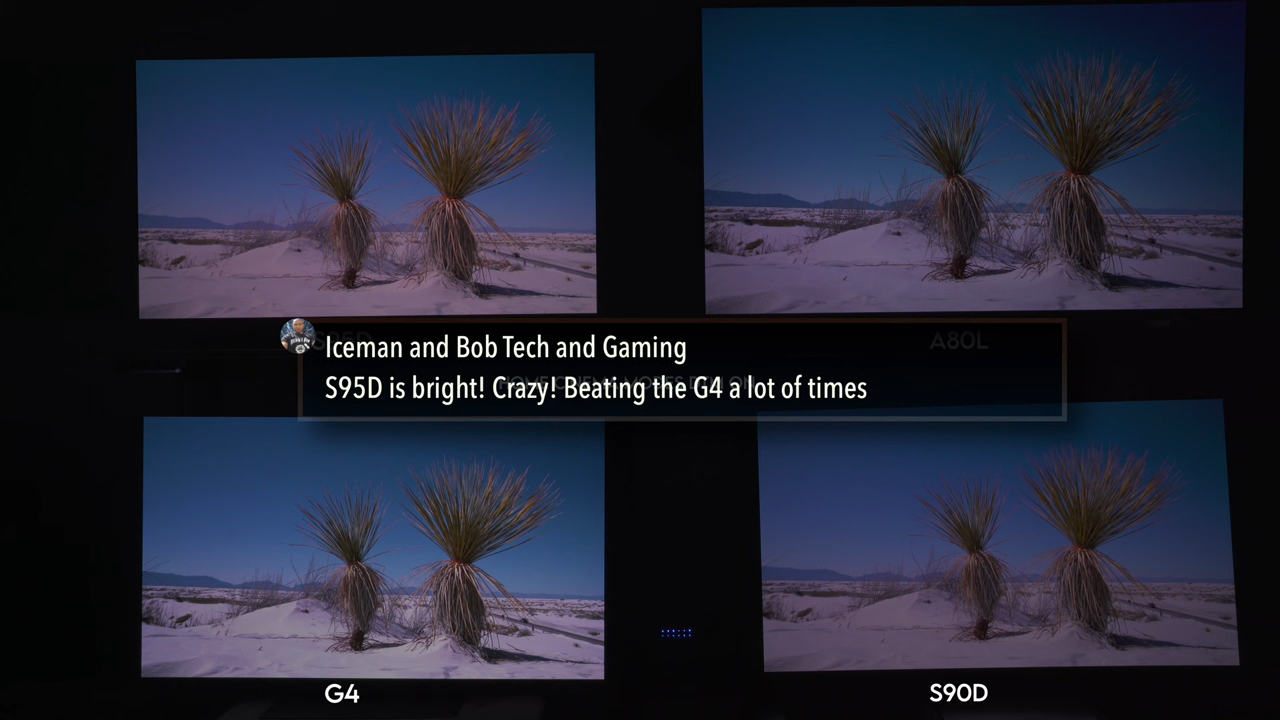 S95D
A80L
Iceman and Bob Tech and Gaming
S95D is bright! Crazy! Beating the G4 a lot of times
G4
S90D